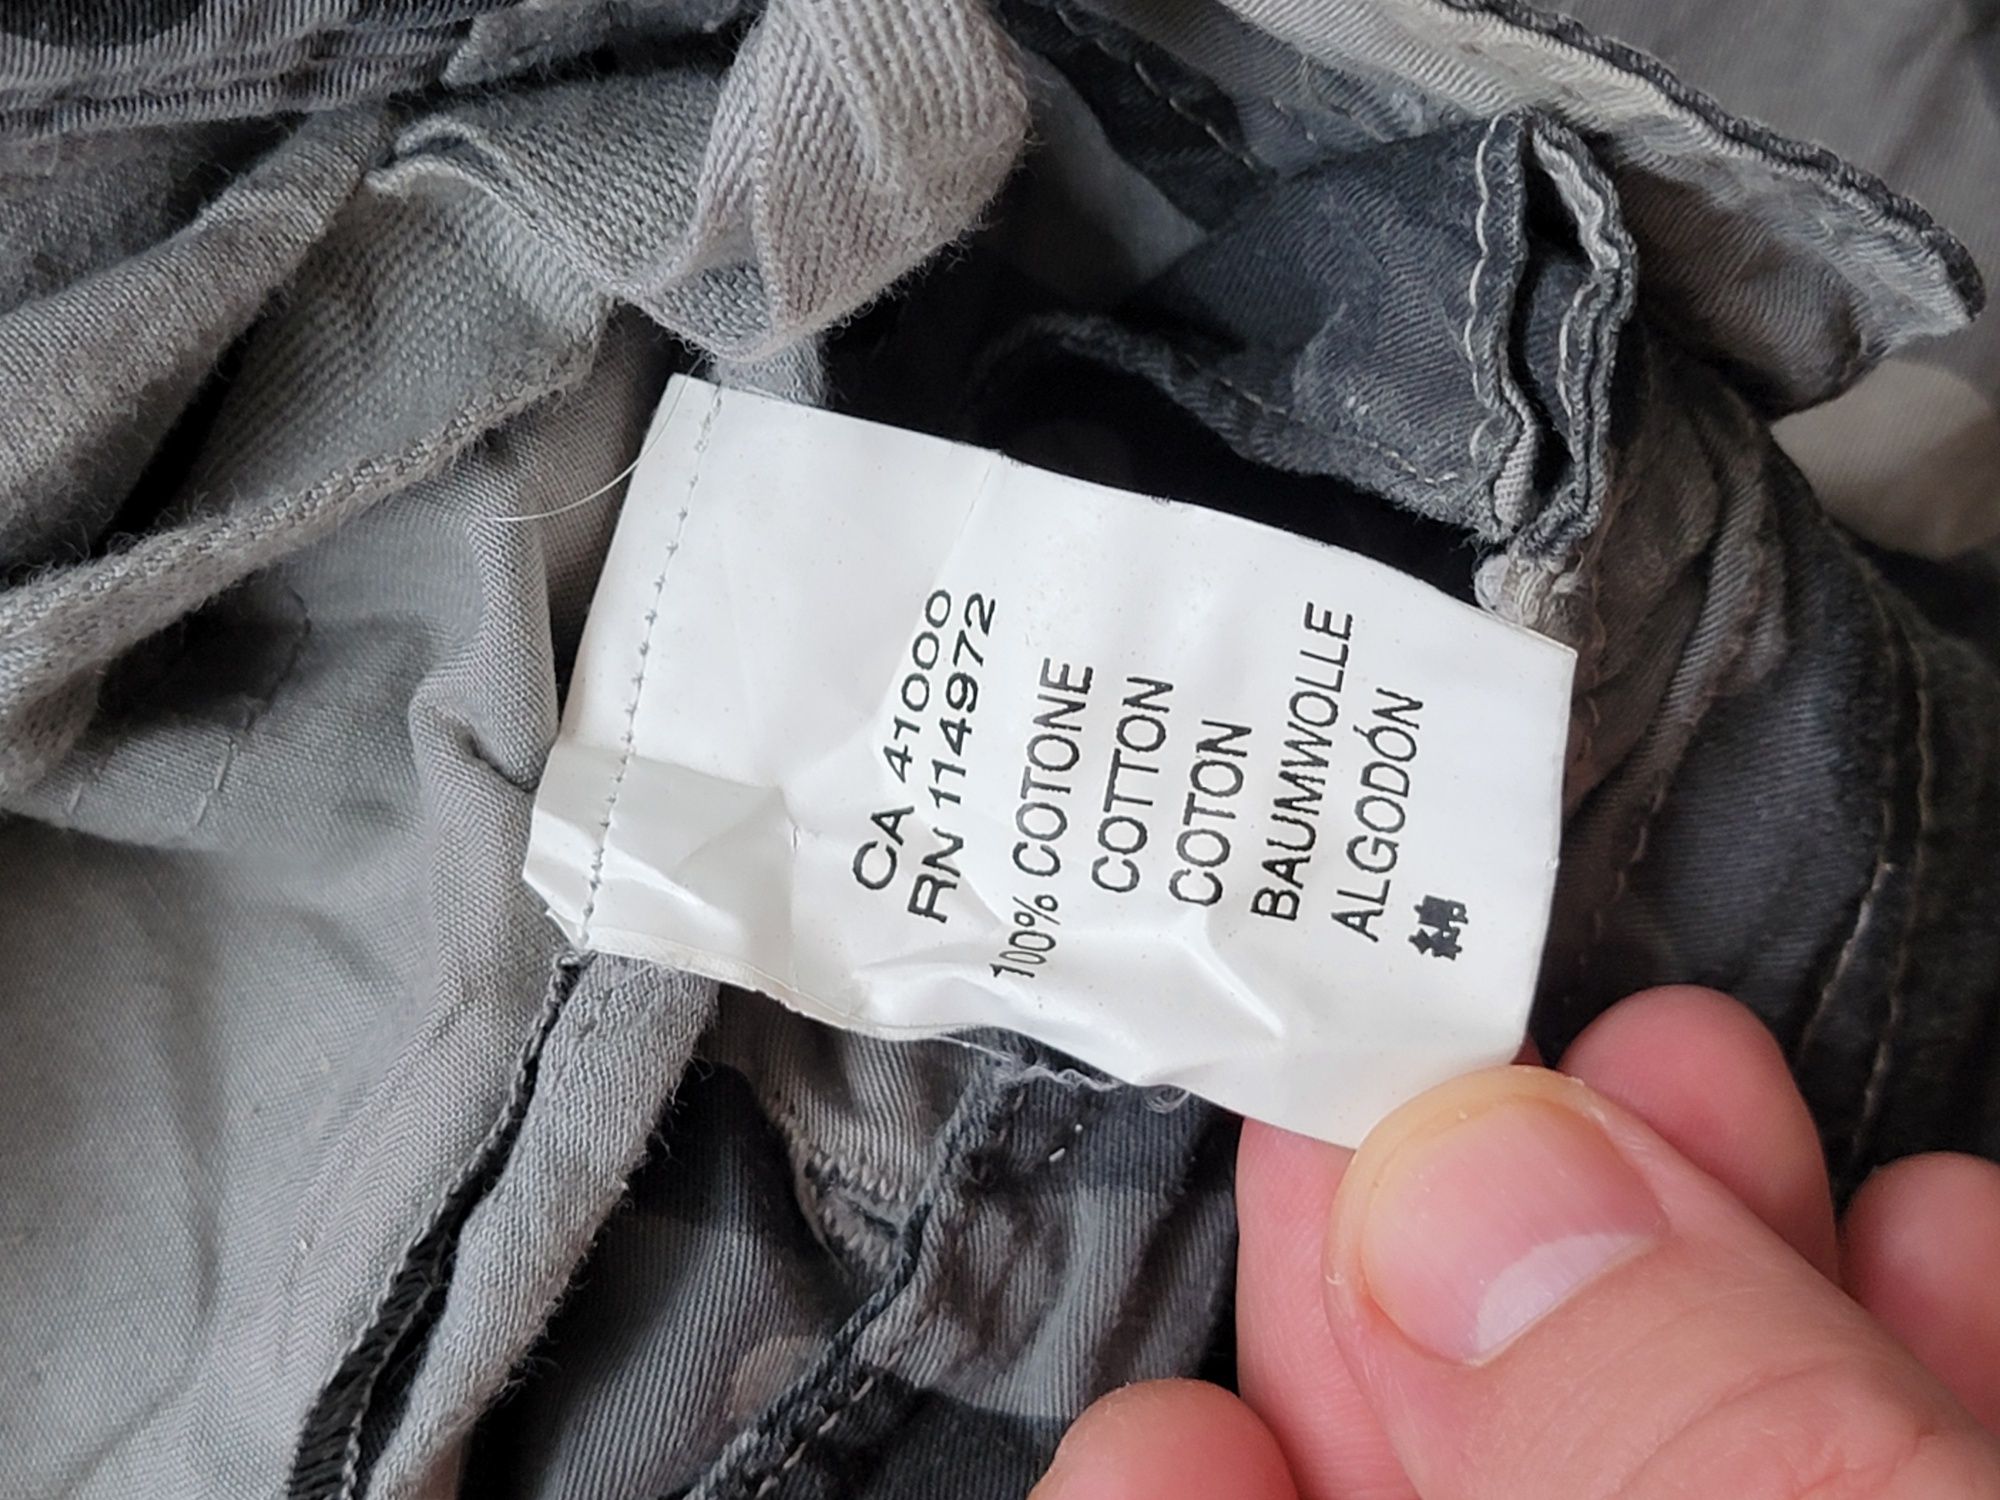 CA 41000
RN 114972
100% COTONE
COTTON
COTON
BAUMWOLLE
ALGODÓN